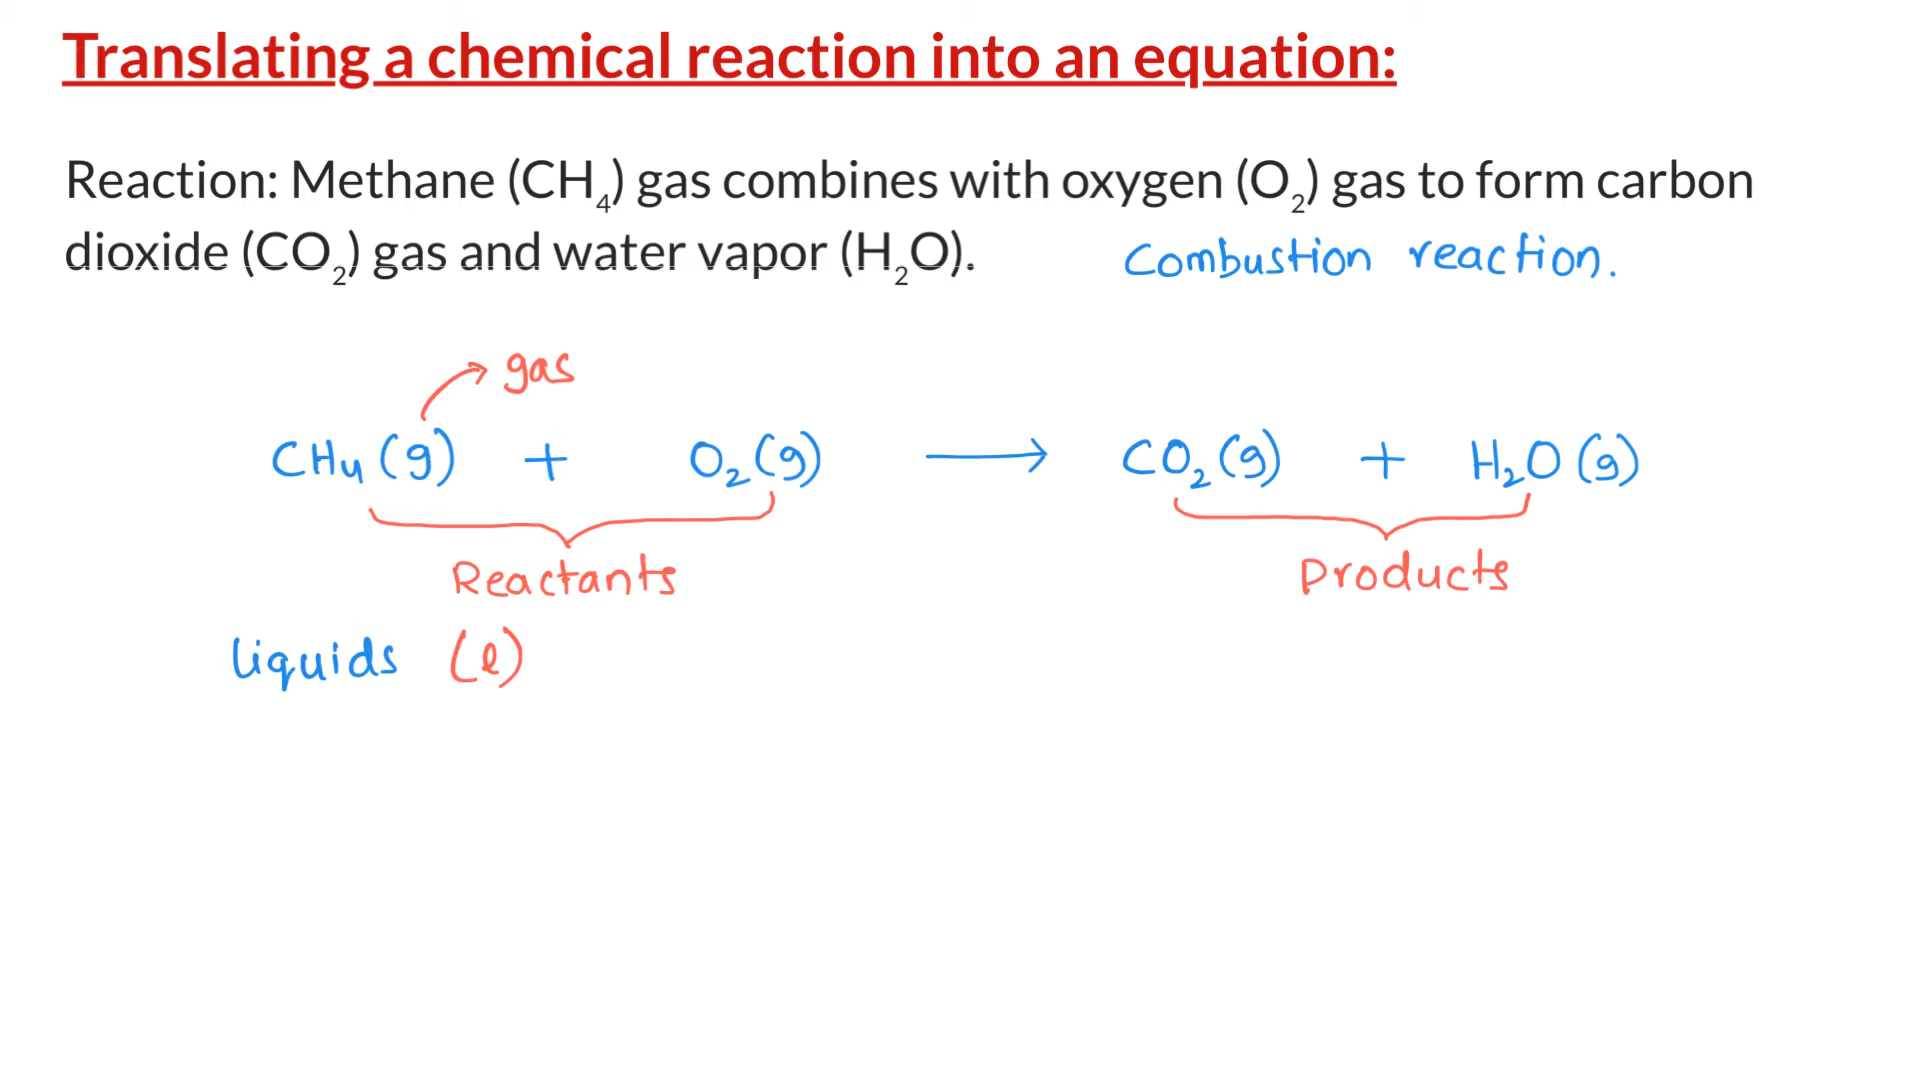 Translating a chemical reaction into an equation:
Reaction: Methane (CH₄) gas combines with oxygen (O₂) gas to form carbon
dioxide (CO₂) gas and water vapor (H₂O).
Combustion reaction.
gas
CH₄(g) + O₂(g) ⟶ CO₂(g) + H₂O(g)
Reactants Products
liquids (l)